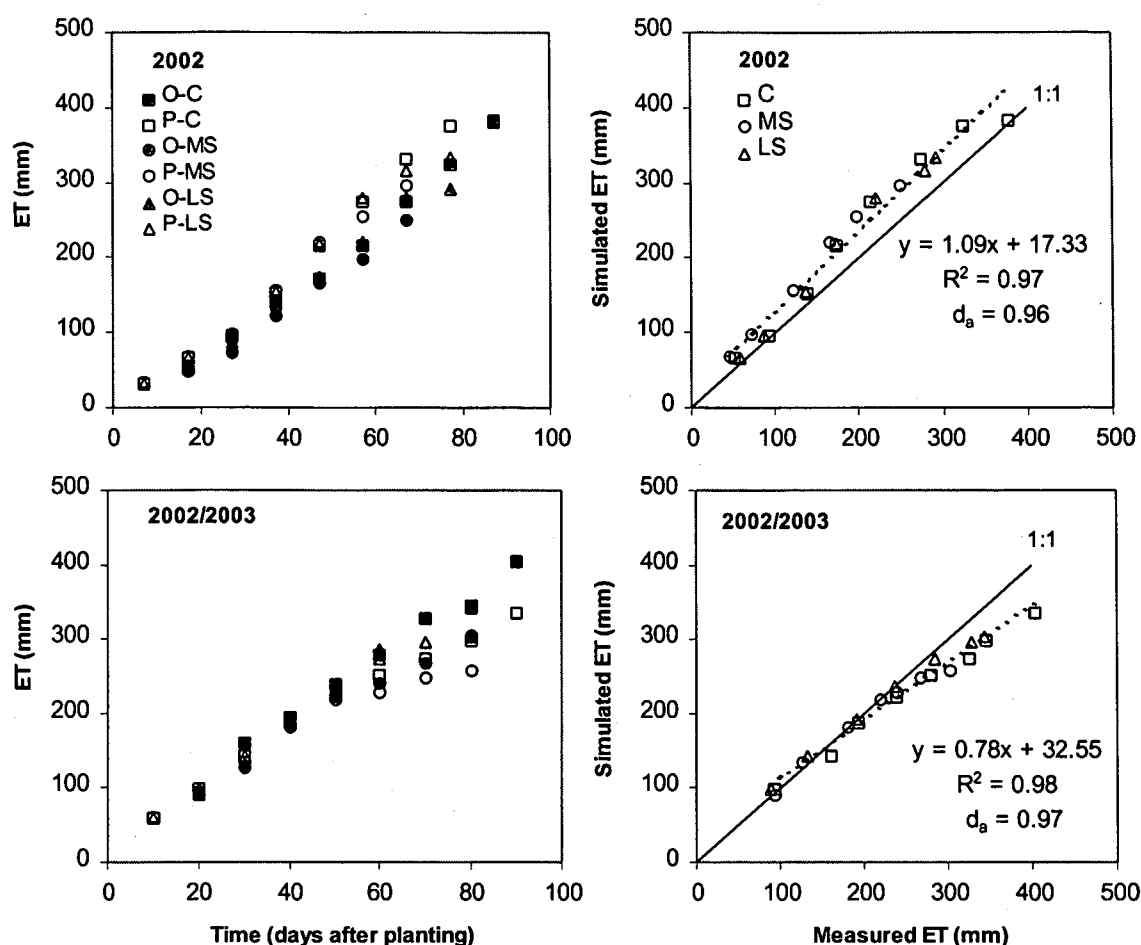 500
400
300
200
100
0
ET (mm)
2002
O-C
P-C
O-MS
P-MS
O-LS
P-LS
0 20 40 60 80 100
500
400
300
200
100
0
Simulated ET (mm)
2002
C
MS
LS
1:1
y = 1.09x + 17.33
R² = 0.97
dₐ = 0.96
0 100 200 300 400 500
500
400
300
200
100
0
ET (mm)
2002/2003
0 20 40 60 80 100
Time (days after planting)
500
400
300
200
100
0
Simulated ET (mm)
2002/2003
1:1
y = 0.78x + 32.55
R² = 0.98
dₐ = 0.97
0 100 200 300 400 500
Measured ET (mm)